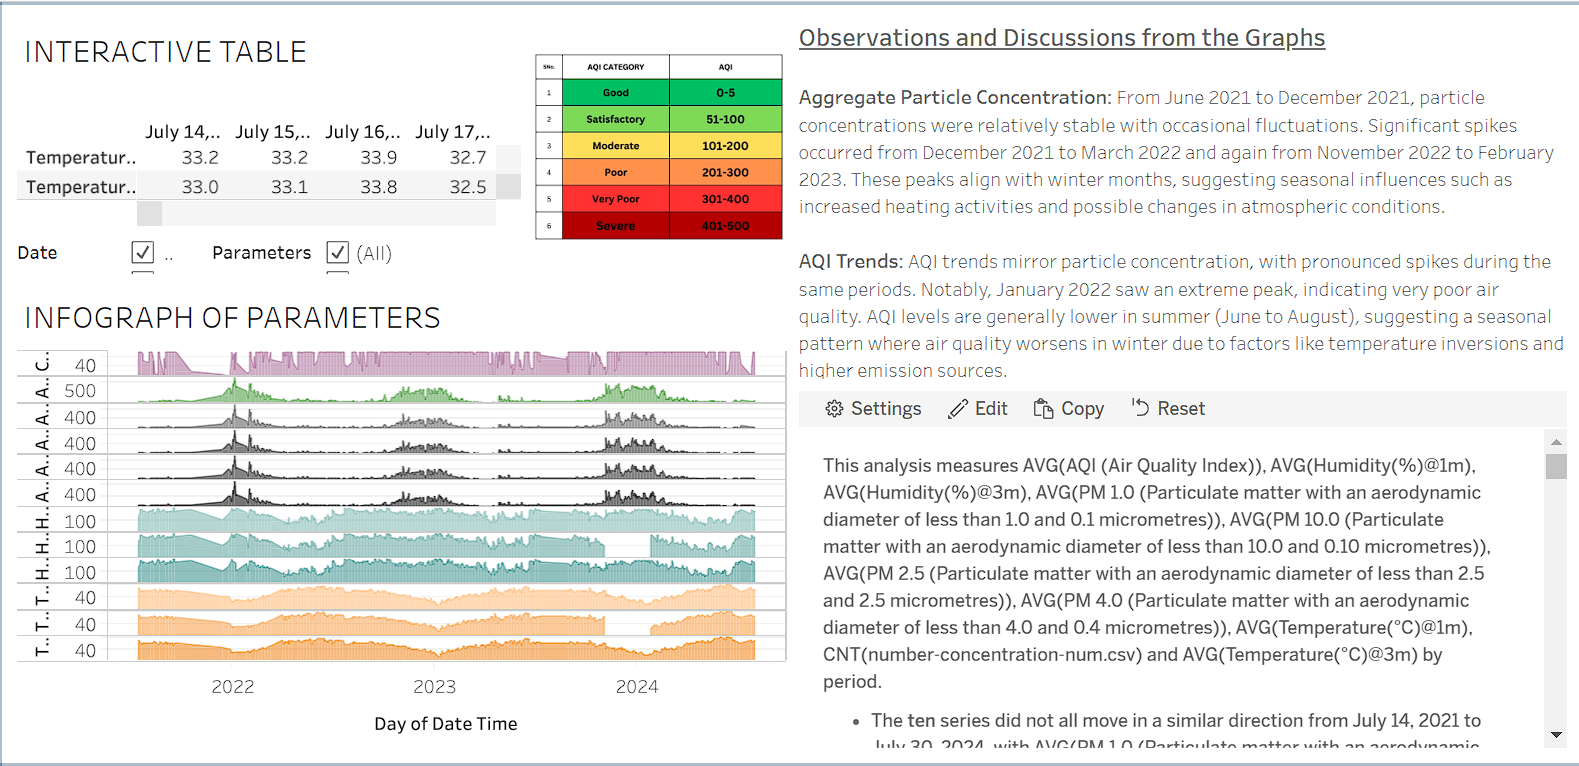 INTERACTIVE TABLE
July 14,.. July 15,.. July 16,.. July 17,..
Temperatur.. 33.2 33.2 33.9 32.7
Temperatur.. 33.0 33.1 33.8 32.5
Date .. Parameters (All)
SNo. AQI CATEGORY AQI
1 Good 0-5
2 Satisfactory 51-100
3 Moderate 101-200
4 Poor 201-300
5 Very Poor 301-400
6 Severe 401-500
INFOGRAPH OF PARAMETERS
C.. 40
A.. 500
A.. 400
A.. 400
A.. 400
A.. 400
H.. 100
H.. 100
H.. 100
T.. 40
T.. 40
T.. 40
2022 2023 2024
Day of Date Time
Observations and Discussions from the Graphs
Aggregate Particle Concentration: From June 2021 to December 2021, particle
concentrations were relatively stable with occasional fluctuations. Significant spikes
occurred from December 2021 to March 2022 and again from November 2022 to February
2023. These peaks align with winter months, suggesting seasonal influences such as
increased heating activities and possible changes in atmospheric conditions.
AQI Trends: AQI trends mirror particle concentration, with pronounced spikes during the
same periods. Notably, January 2022 saw an extreme peak, indicating very poor air
quality. AQI levels are generally lower in summer (June to August), suggesting a seasonal
pattern where air quality worsens in winter due to factors like temperature inversions and
higher emission sources.
Settings Edit Copy Reset
This analysis measures AVG(AQI (Air Quality Index)), AVG(Humidity(%)@1m),
AVG(Humidity(%)@3m), AVG(PM 1.0 (Particulate matter with an aerodynamic
diameter of less than 1.0 and 0.1 micrometres)), AVG(PM 10.0 (Particulate
matter with an aerodynamic diameter of less than 10.0 and 0.10 micrometres)),
AVG(PM 2.5 (Particulate matter with an aerodynamic diameter of less than 2.5
and 2.5 micrometres)), AVG(PM 4.0 (Particulate matter with an aerodynamic
diameter of less than 4.0 and 0.4 micrometres)), AVG(Temperature(°C)@1m),
CNT(number-concentration-num.csv) and AVG(Temperature(°C)@3m) by
period.
• The ten series did not all move in a similar direction from July 14, 2021 to
July 30, 2024, with AVG(PM 1.0 (Particulate matter with an aerodynamic